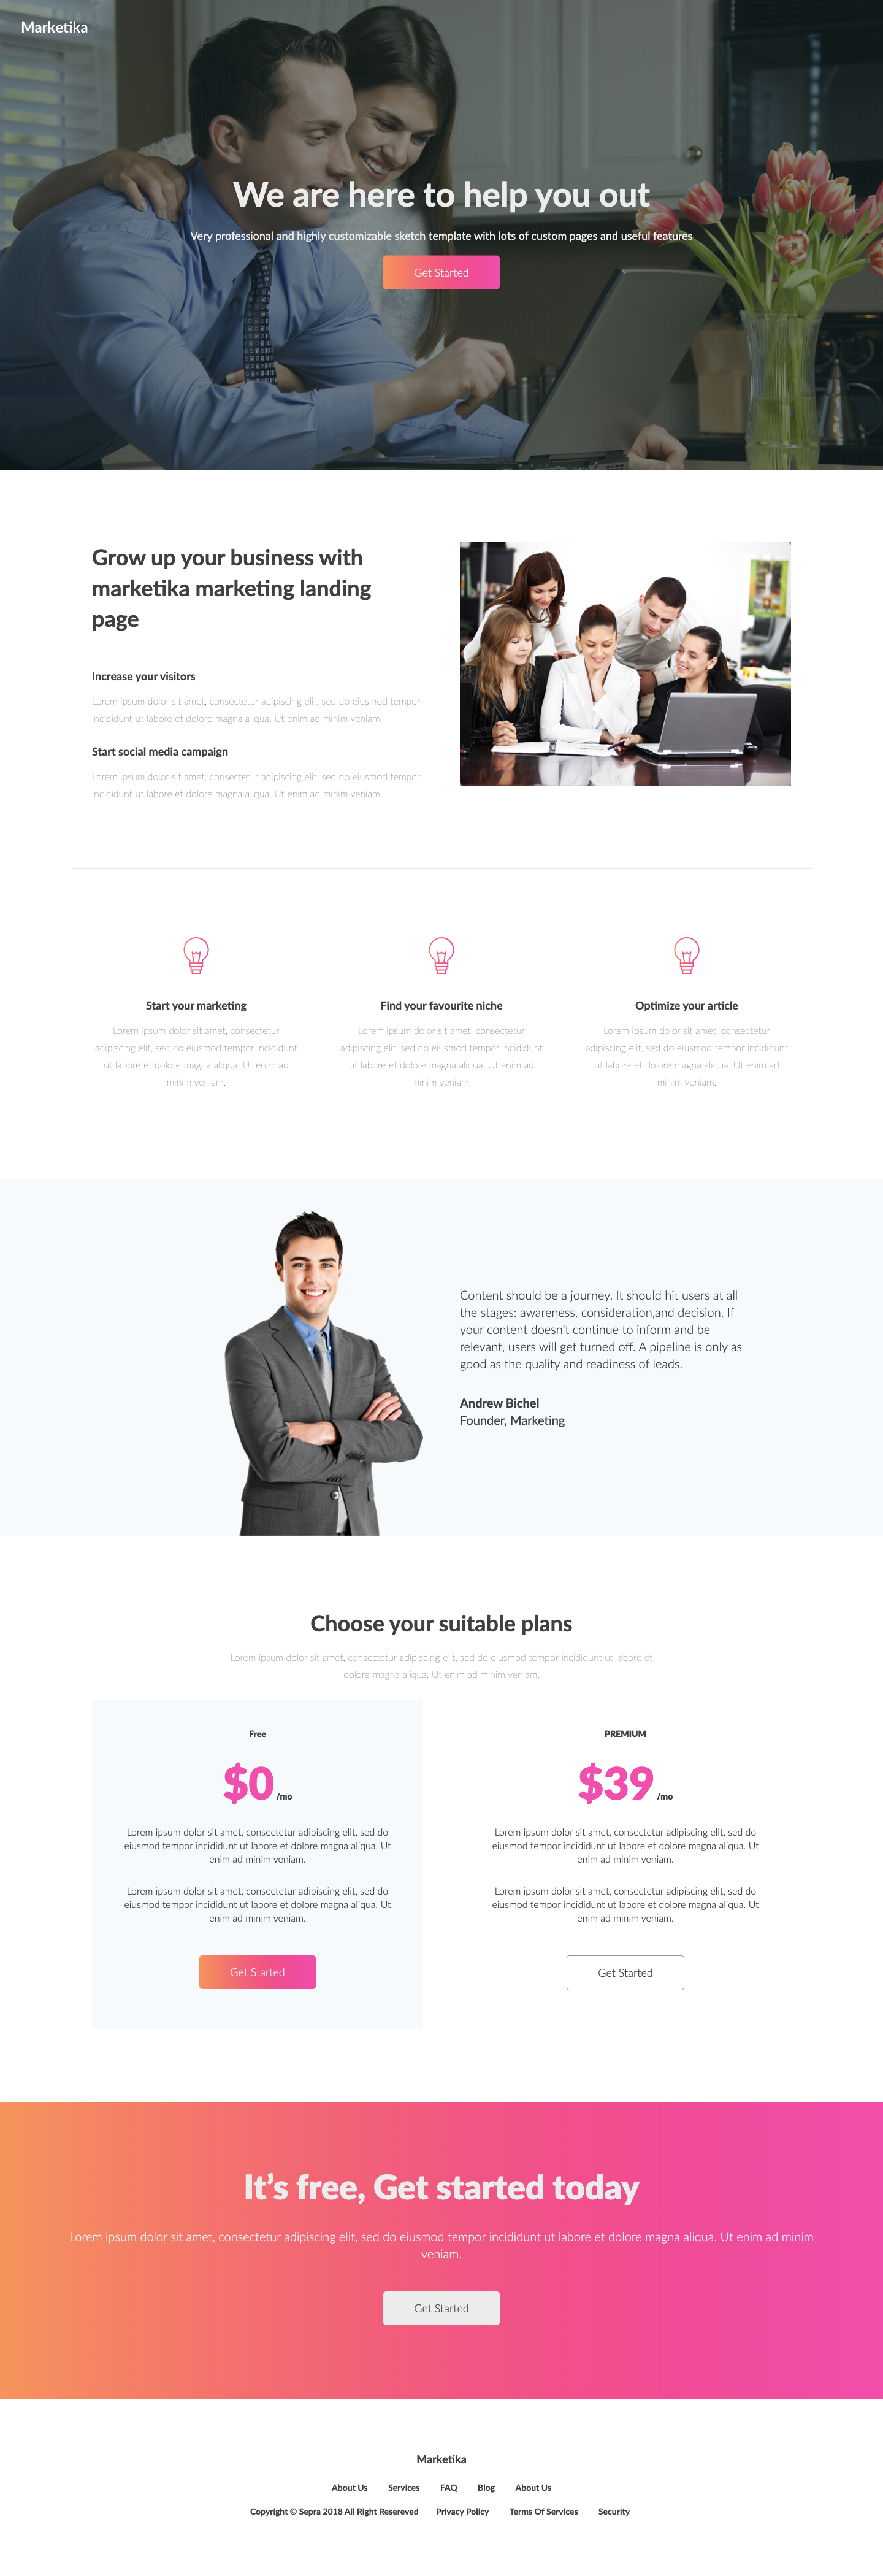 Marketika
We are here to help you out
Very professional and highly customizable sketch template with lots of custom pages and useful features
Get Started
Grow up your business with
marketika marketing landing
page
Increase your visitors
Lorem ipsum dolor sit amet, consectetur adipiscing elit, sed do eiusmod tempor
incididunt ut labore et dolore magna aliqua. Ut enim ad minim veniam.
Start social media campaign
Lorem ipsum dolor sit amet, consectetur adipiscing elit, sed do eiusmod tempor
incididunt ut labore et dolore magna aliqua. Ut enim ad minim veniam.
Start your marketing
Lorem ipsum dolor sit amet, consectetur
adipiscing elit, sed do eiusmod tempor incididunt
ut labore et dolore magna aliqua. Ut enim ad
minim veniam.
Find your favourite niche
Lorem ipsum dolor sit amet, consectetur
adipiscing elit, sed do eiusmod tempor incididunt
ut labore et dolore magna aliqua. Ut enim ad
minim veniam.
Optimize your article
Lorem ipsum dolor sit amet, consectetur
adipiscing elit, sed do eiusmod tempor incididunt
ut labore et dolore magna aliqua. Ut enim ad
minim veniam.
Content should be a journey. It should hit users at all
the stages: awareness, consideration,and decision. If
your content doesn’t continue to inform and be
relevant, users will get turned off. A pipeline is only as
good as the quality and readiness of leads.
Andrew Bichel
Founder, Marketing
Choose your suitable plans
Lorem ipsum dolor sit amet, consectetur adipiscing elit, sed do eiusmod tempor incididunt ut labore et
dolore magna aliqua. Ut enim ad minim veniam.
Free
$0 /mo
Lorem ipsum dolor sit amet, consectetur adipiscing elit, sed do
eiusmod tempor incididunt ut labore et dolore magna aliqua. Ut
enim ad minim veniam.
Lorem ipsum dolor sit amet, consectetur adipiscing elit, sed do
eiusmod tempor incididunt ut labore et dolore magna aliqua. Ut
enim ad minim veniam.
Get Started
PREMIUM
$39 /mo
Lorem ipsum dolor sit amet, consectetur adipiscing elit, sed do
eiusmod tempor incididunt ut labore et dolore magna aliqua. Ut
enim ad minim veniam.
Lorem ipsum dolor sit amet, consectetur adipiscing elit, sed do
eiusmod tempor incididunt ut labore et dolore magna aliqua. Ut
enim ad minim veniam.
Get Started
It’s free, Get started today
Lorem ipsum dolor sit amet, consectetur adipiscing elit, sed do eiusmod tempor incididunt ut labore et dolore magna aliqua. Ut enim ad minim
veniam.
Get Started
Marketika
About Us Services FAQ Blog About Us
Copyright © Sepra 2018 All Right Resereved Privacy Policy Terms Of Services Security